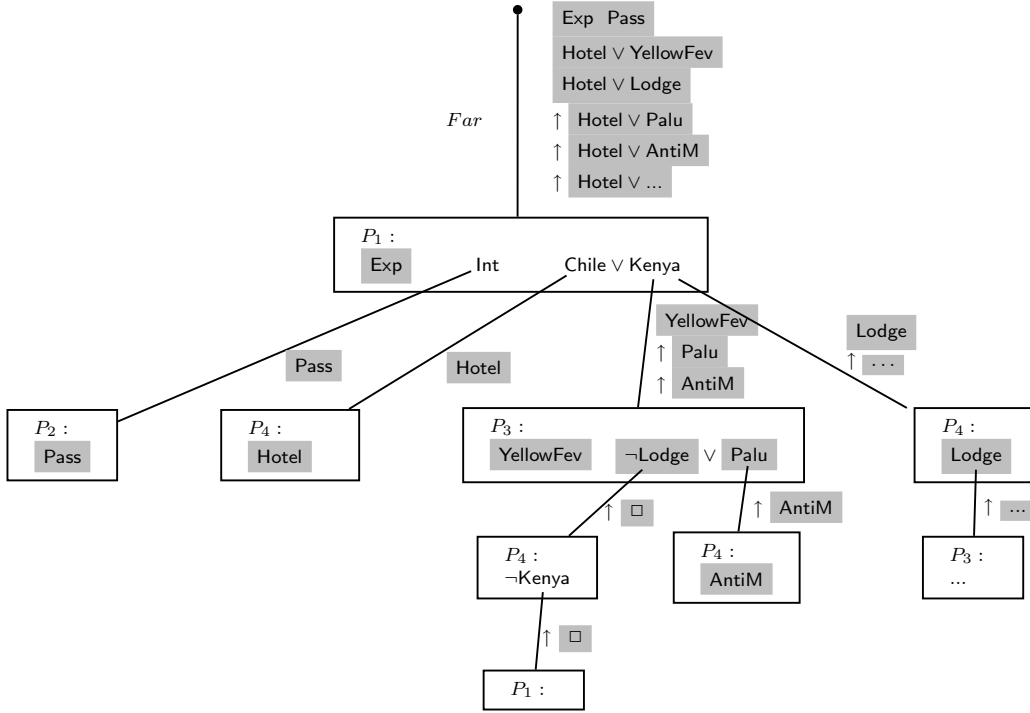 Exp Pass
Hotel ∨ YellowFev
Hotel ∨ Lodge
Far
↑ Hotel ∨ Palu
↑ Hotel ∨ AntiM
↑ Hotel ∨ ...
P1 :
Exp Int Chile ∨ Kenya
YellowFev
Lodge
Pass
Hotel
↑ Palu
↑ ···
↑ AntiM
P2 :
Pass
P4 :
Hotel
P3 :
YellowFev ¬Lodge ∨ Palu
P4 :
Lodge
↑ □
↑ AntiM
↑ ...
P4 :
¬Kenya
P4 :
AntiM
P3 :
...
↑ □
P1 :